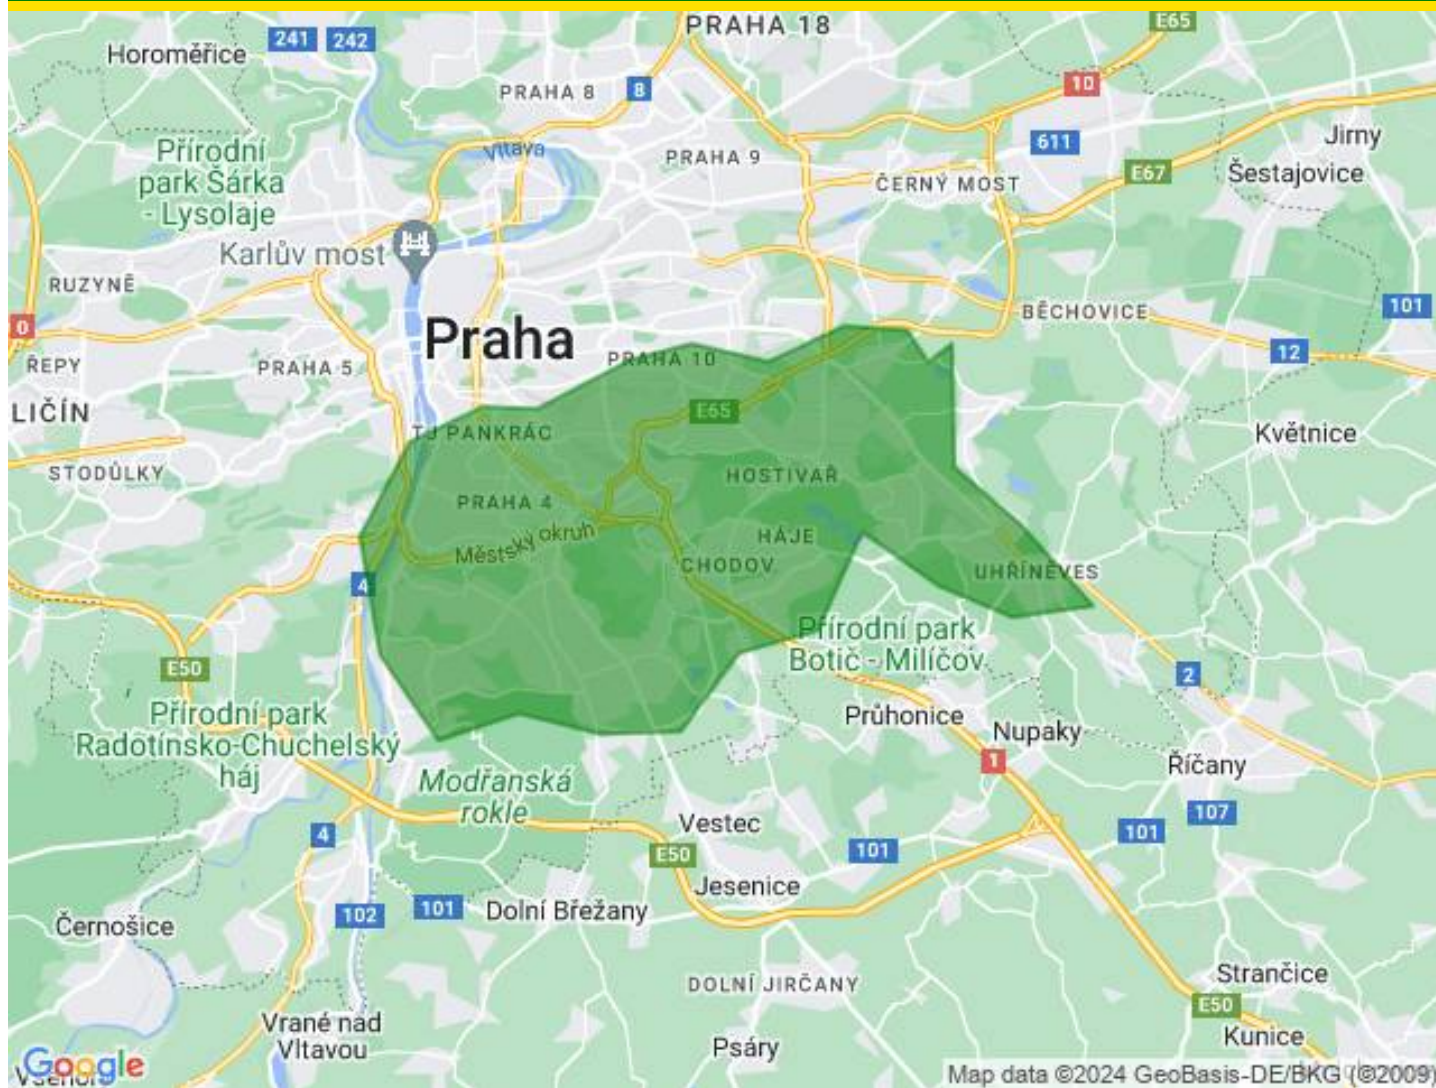 PRAHA 18
E65
241
242
Horoměřice
10
8
PRAHA 8
Jirny
611
Vltava
Přírodní
park Šárka
- Lysolaje
PRAHA 9
E67
Šestajovice
ČERNÝ MOST
Karlův most
RUZYNĚ
101
BĚCHOVICE
0
Praha
12
PRAHA 10
ŘEPY
PRAHA 5
LIČÍN
E65
TJ PANKRÁC
Květnice
STODŮLKY
HOSTIVAŘ
PRAHA 4
Městský okruh
HÁJE
CHODOV
UHŘÍNĚVES
4
Přírodní park
Botič - Milíčov
E50
2
Přírodní park
Radotínsko-Chuchelský
háj
Průhonice
Nupaky
1
Říčany
Modřanská
rokle
107
Vestec
4
101
101
E50
Jesenice
102
101
Dolní Břežany
Černošice
Strančice
DOLNÍ JIRČANY
E50
Vrané nad
Vltavou
Kunice
Psáry
Google
Map data ©2024 GeoBasis-DE/BKG (©2009)